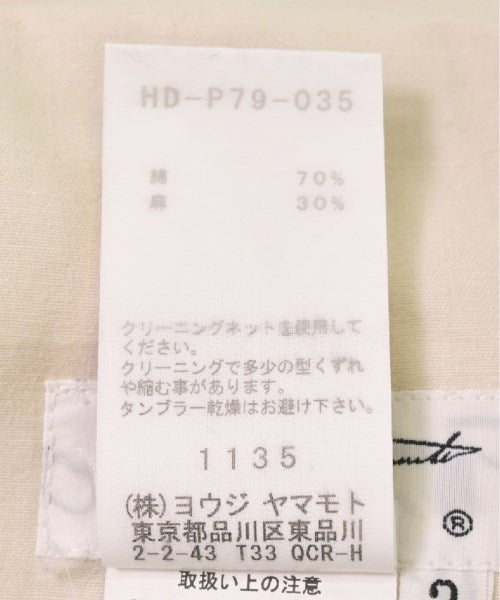 HD-P79-035
綿 70%
麻 30%
クリーニングネットを使用して
ください。
クリーニングで多少の型くずれ
や縮む事があります。
タンブラー乾燥はお避け下さい。
1135
(株)ヨウジ ヤマモト
東京都品川区東品川
2-2-43 T33 QCR-H
®
取扱い上の注意
2